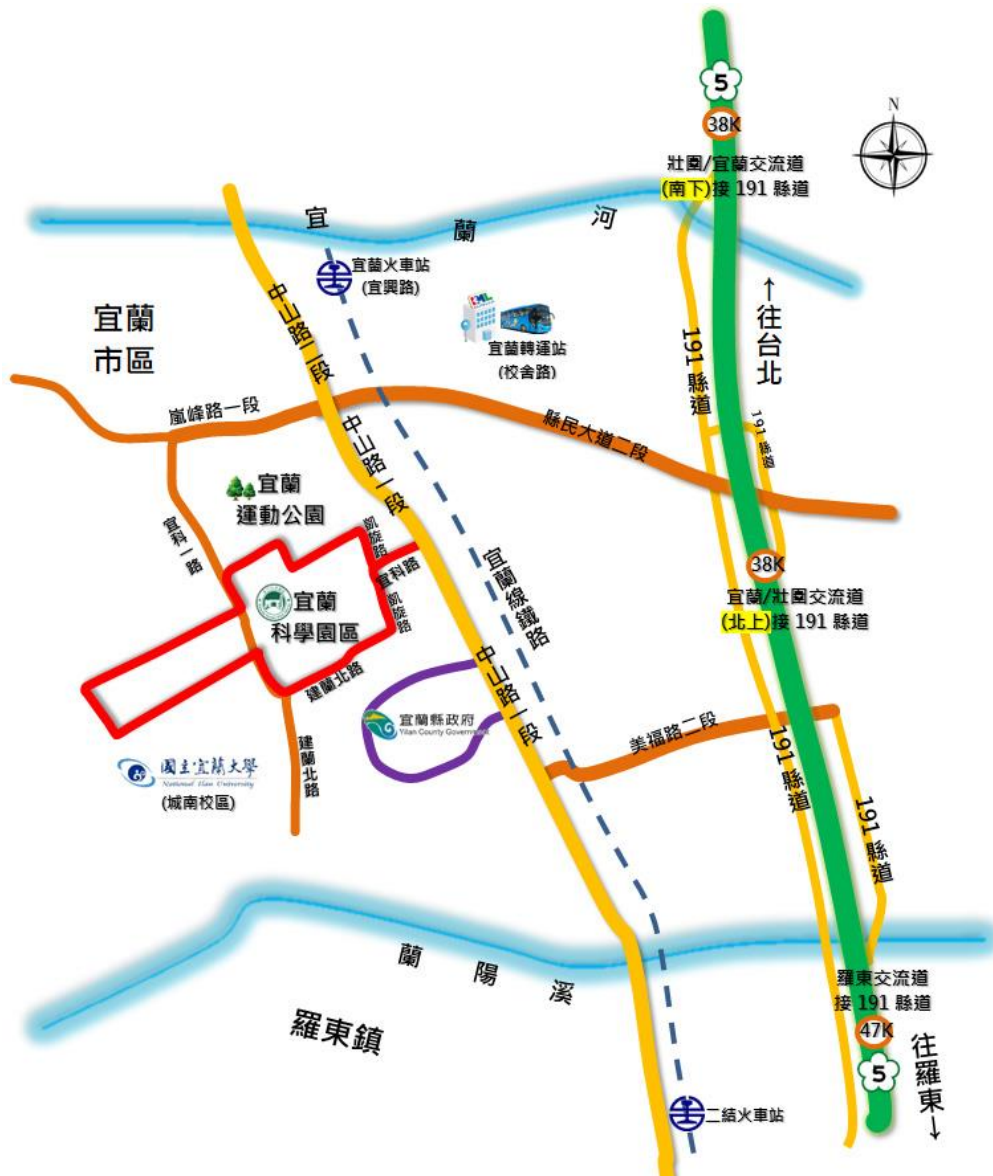 5
38K
N
壯圍/宜蘭交流道
(南下)接 191 縣道
宜蘭河
宜蘭火車站
(宜興路)
中山路二段
KML
宜蘭轉運站
(校舍路)
191 縣道
↑往台北
宜蘭
市區
嵐峰路一段
中山路一段
縣民大道二段
191 縣道
宜蘭
運動公園
宜科一路
凱旋路
宜科路
宜蘭線鐵路
38K
宜蘭
科學園區
凱旋路
宜蘭/壯圍交流道
(北上)接 191 縣道
建蘭北路
中山路一段
宜蘭縣政府
Yilan County Government
美福路二段
191 縣道
建蘭北路
國立宜蘭大學
National Ilan University
(城南校區)
191 縣道
蘭陽溪
羅東交流道
接 191 縣道
羅東鎮
47K
往羅東↓
5
二結火車站